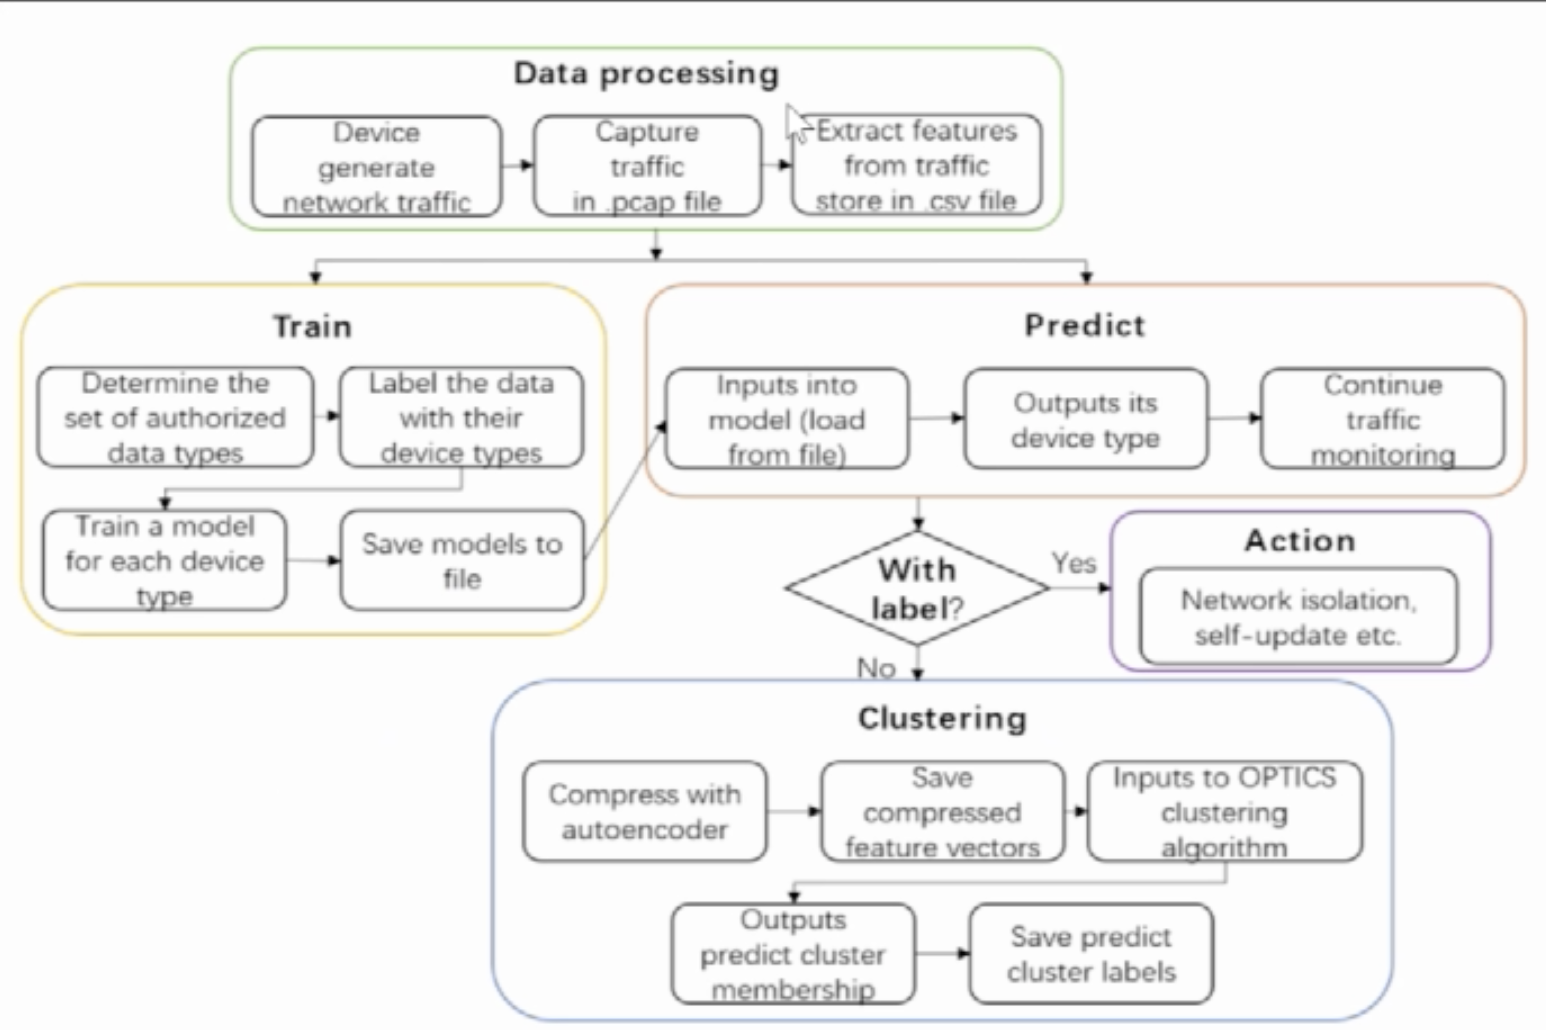 Data processing
Device
generate
network traffic
Capture
traffic
in .pcap file
Extract features
from traffic
store in .csv file
Train
Determine the
set of authorized
data types
Label the data
with their
device types
Train a model
for each device
type
Save models to
file
Predict
Inputs into
model (load
from file)
Outputs its
device type
Continue
traffic
monitoring
With
label?
Yes
No
Action
Network isolation,
self-update etc.
Clustering
Compress with
autoencoder
Save
compressed
feature vectors
Inputs to OPTICS
clustering
algorithm
Outputs
predict cluster
membership
Save predict
cluster labels